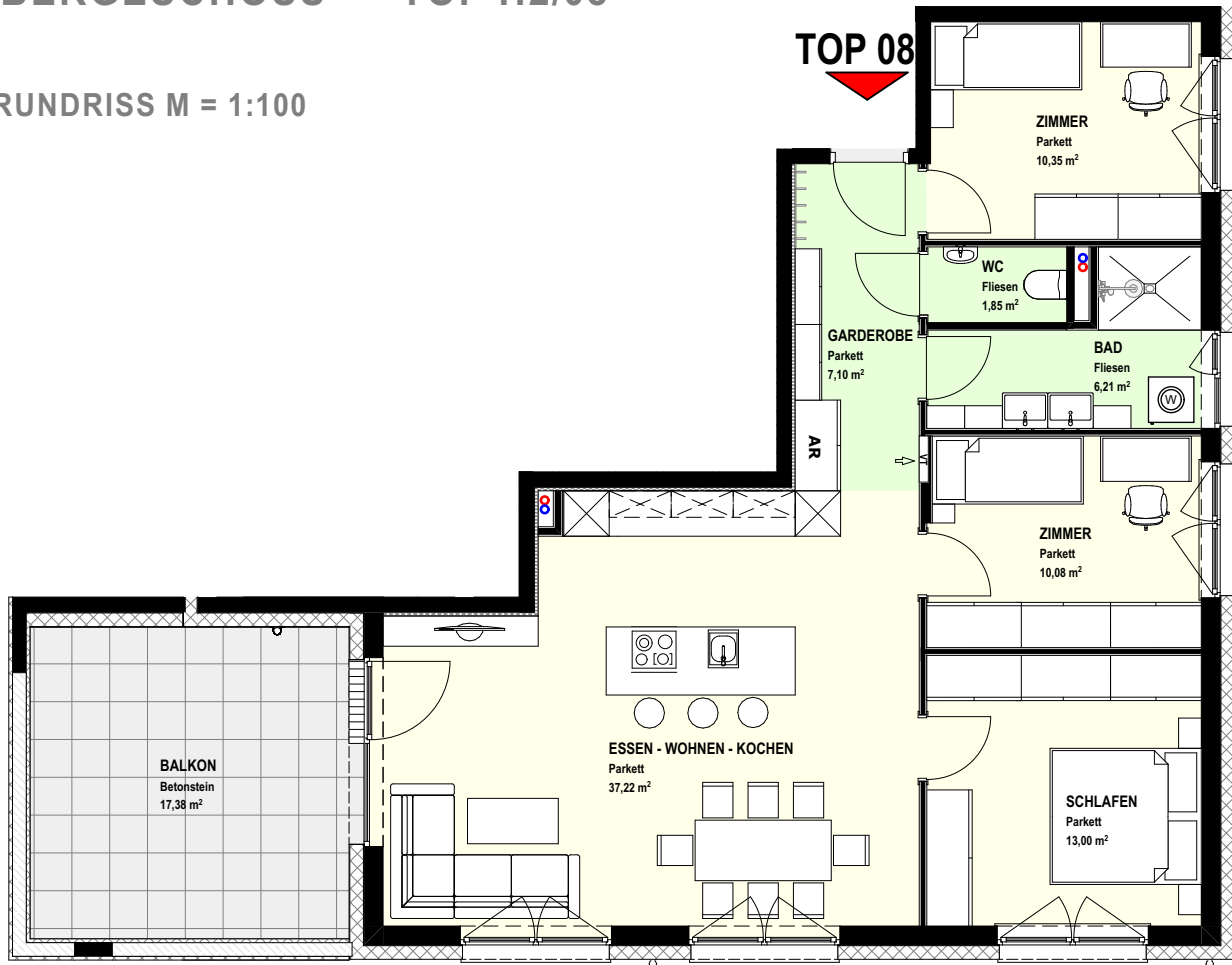 TOP 08
RUNDRISS M = 1:100
ZIMMER
Parkett
10,35 m²
WC
Fliesen
1,85 m²
GARDEROBE
Parkett
7,10 m²
BAD
Fliesen
6,21 m²
W
AR
ZIMMER
Parkett
10,08 m²
ESSEN - WOHNEN - KOCHEN
Parkett
37,22 m²
BALKON
Betonstein
17,38 m²
SCHLAFEN
Parkett
13,00 m²